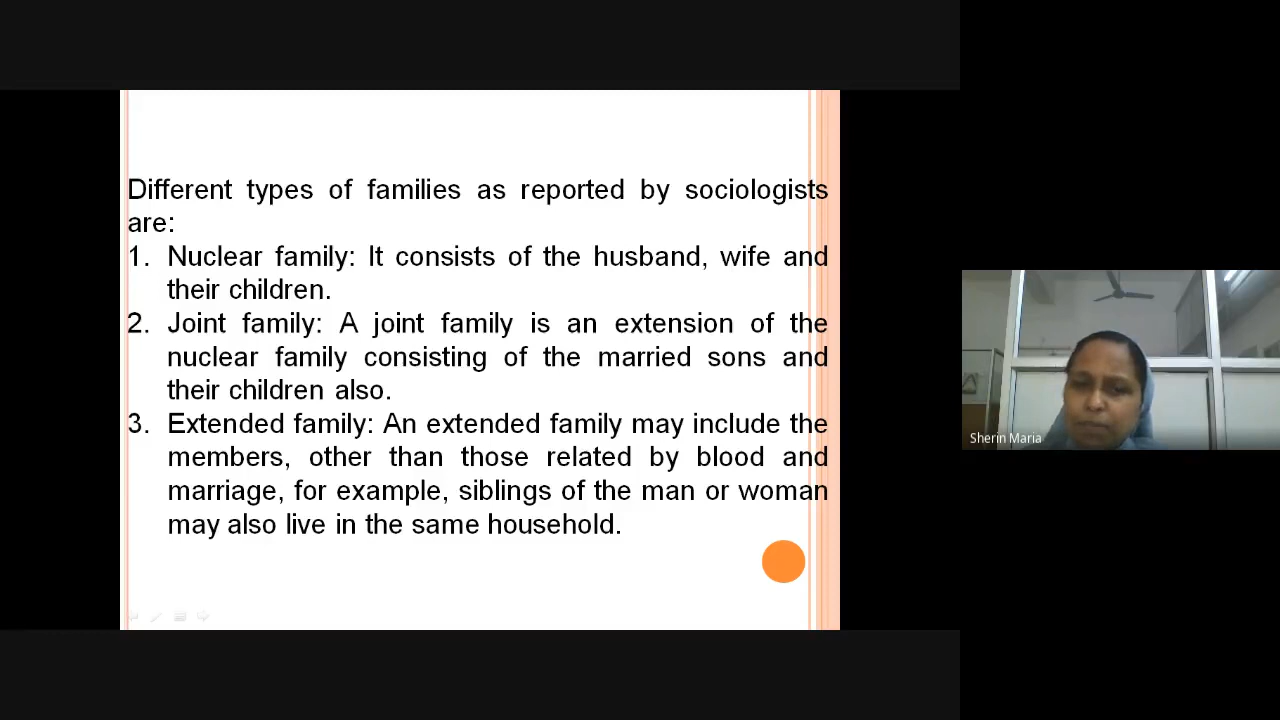 Different types of families as reported by sociologists
are:
1. Nuclear family: It consists of the husband, wife and
their children.
2. Joint family: A joint family is an extension of the
nuclear family consisting of the married sons and
their children also.
3. Extended family: An extended family may include the
members, other than those related by blood and
marriage, for example, siblings of the man or woman
may also live in the same household.
Sherin Maria